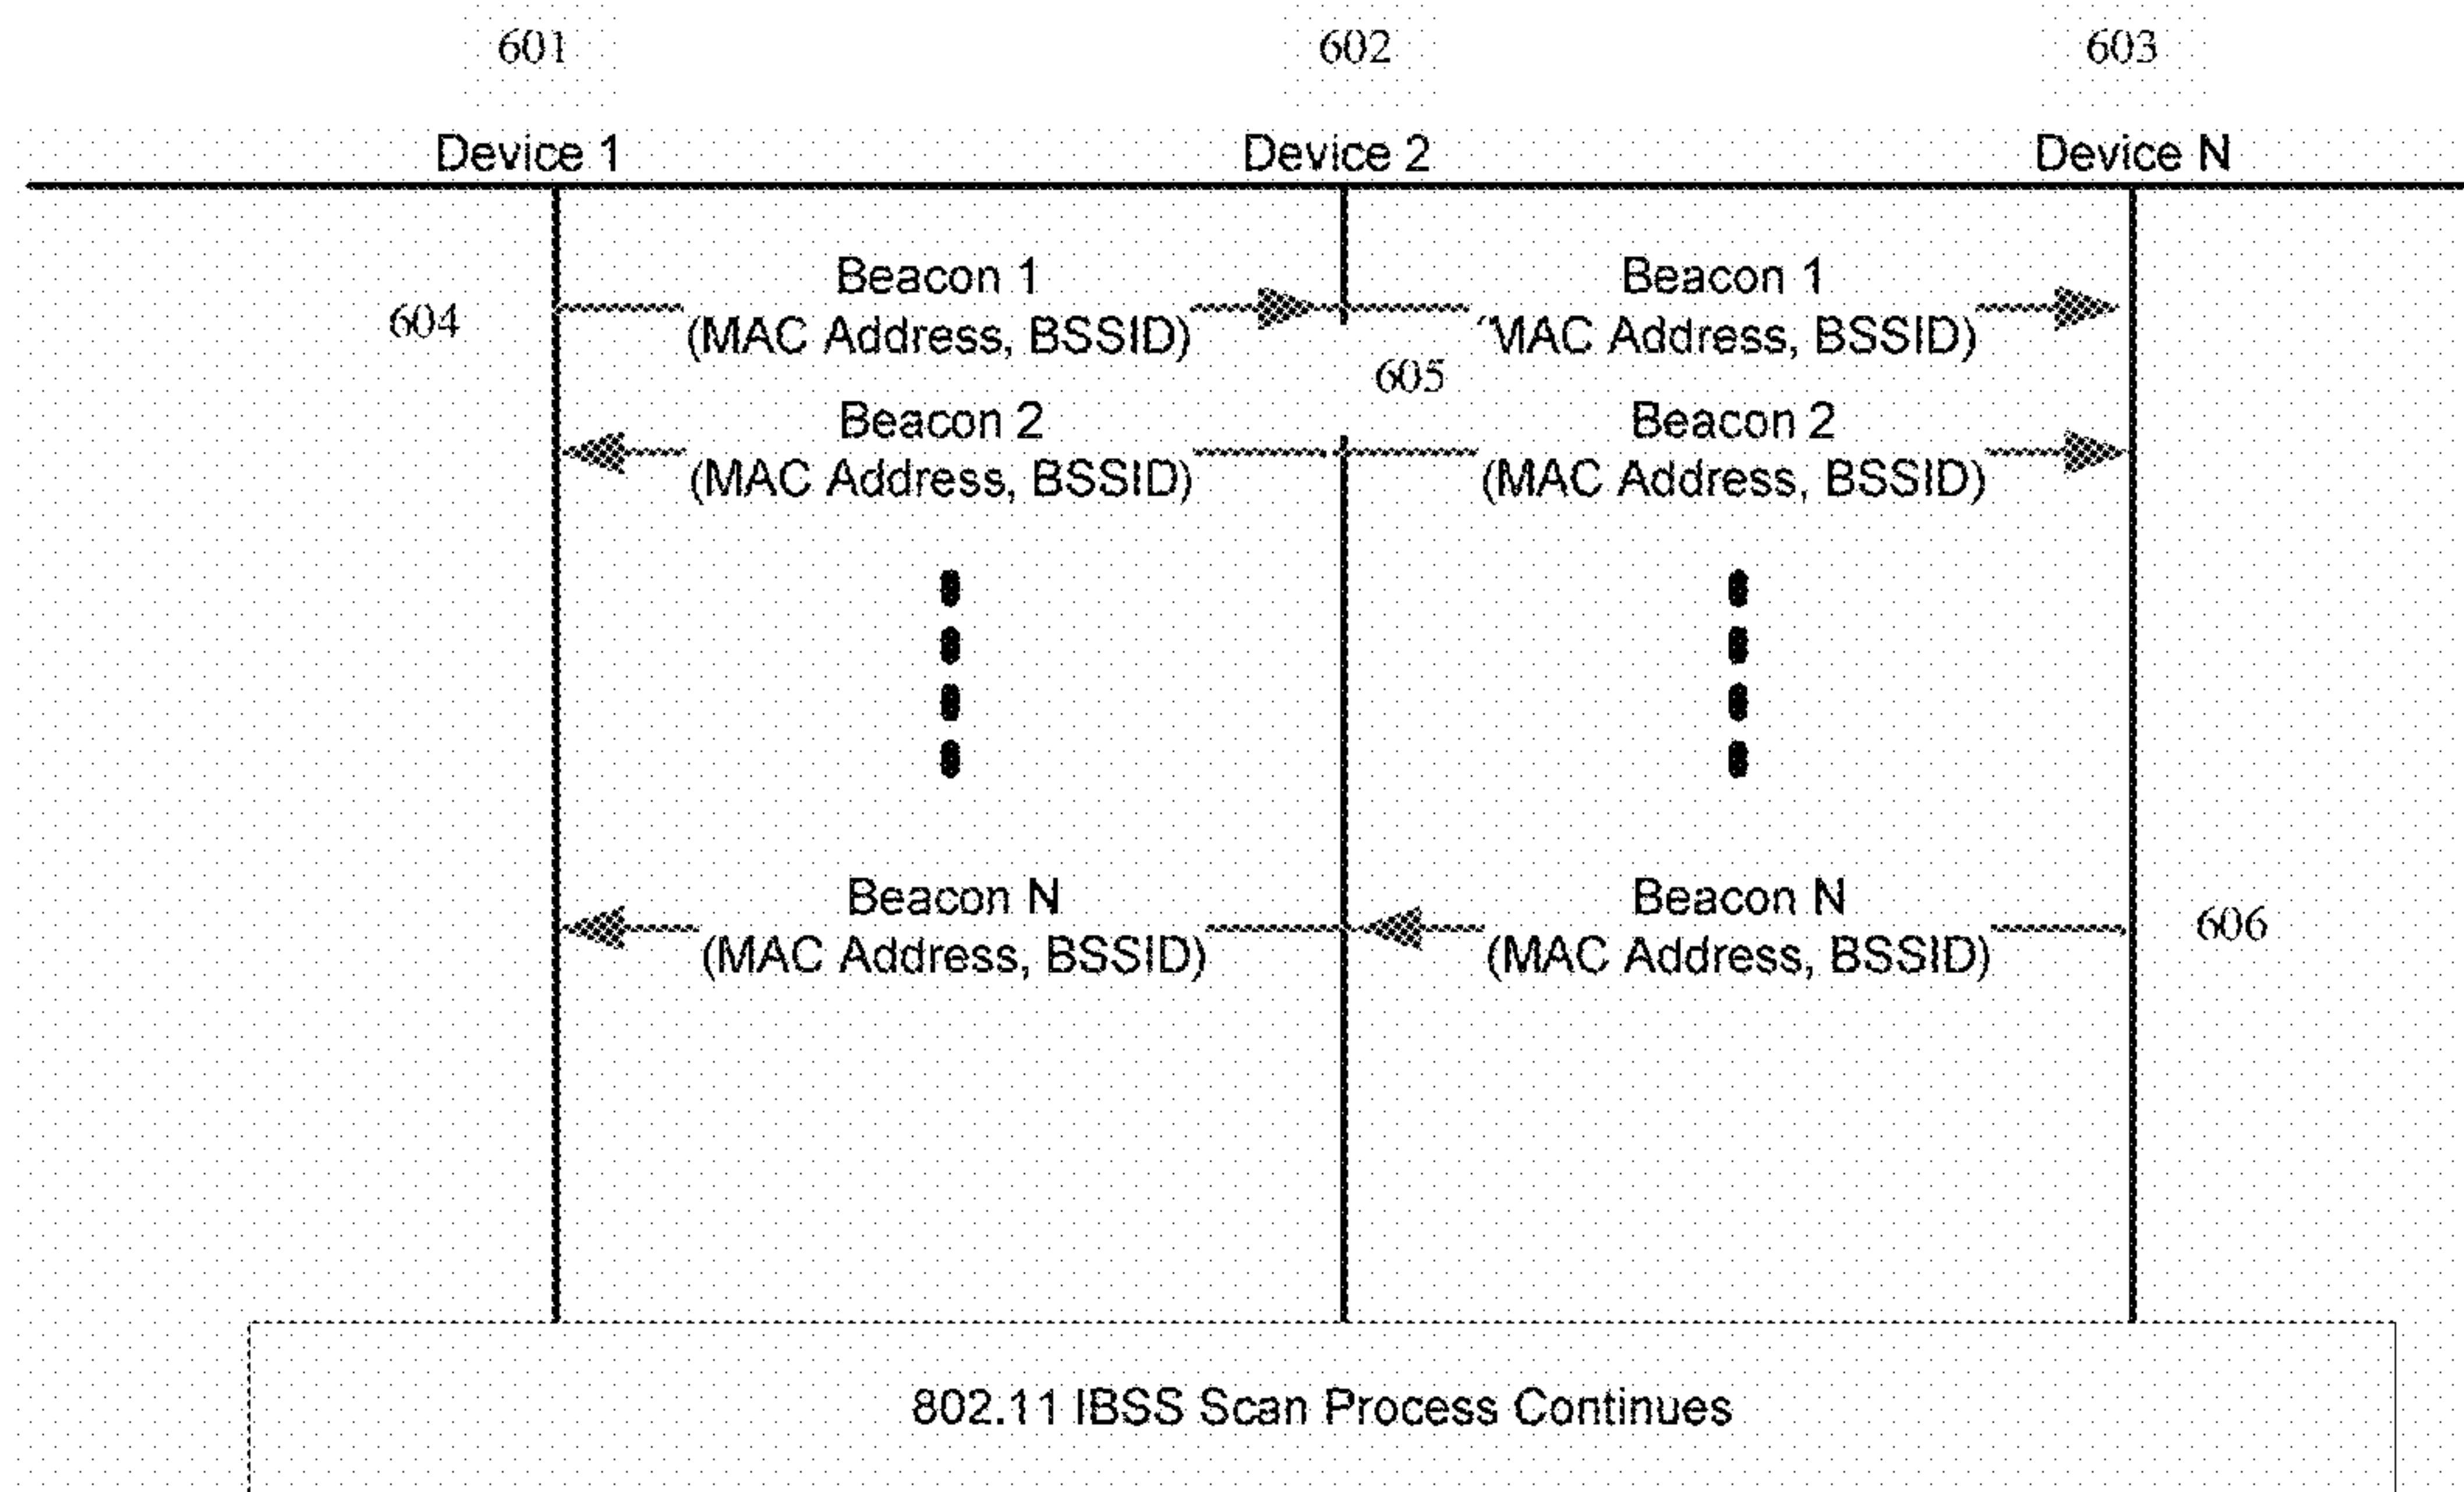 601 602 603
Device 1 Device 2 Device N
Beacon 1 Beacon 1
604 (MAC Address, BSSID) MAC Address, BSSID)
605
Beacon 2 Beacon 2
(MAC Address, BSSID) (MAC Address, BSSID)
Beacon N Beacon N
606
(MAC Address, BSSID) (MAC Address, BSSID)
802.11 IBSS Scan Process Continues